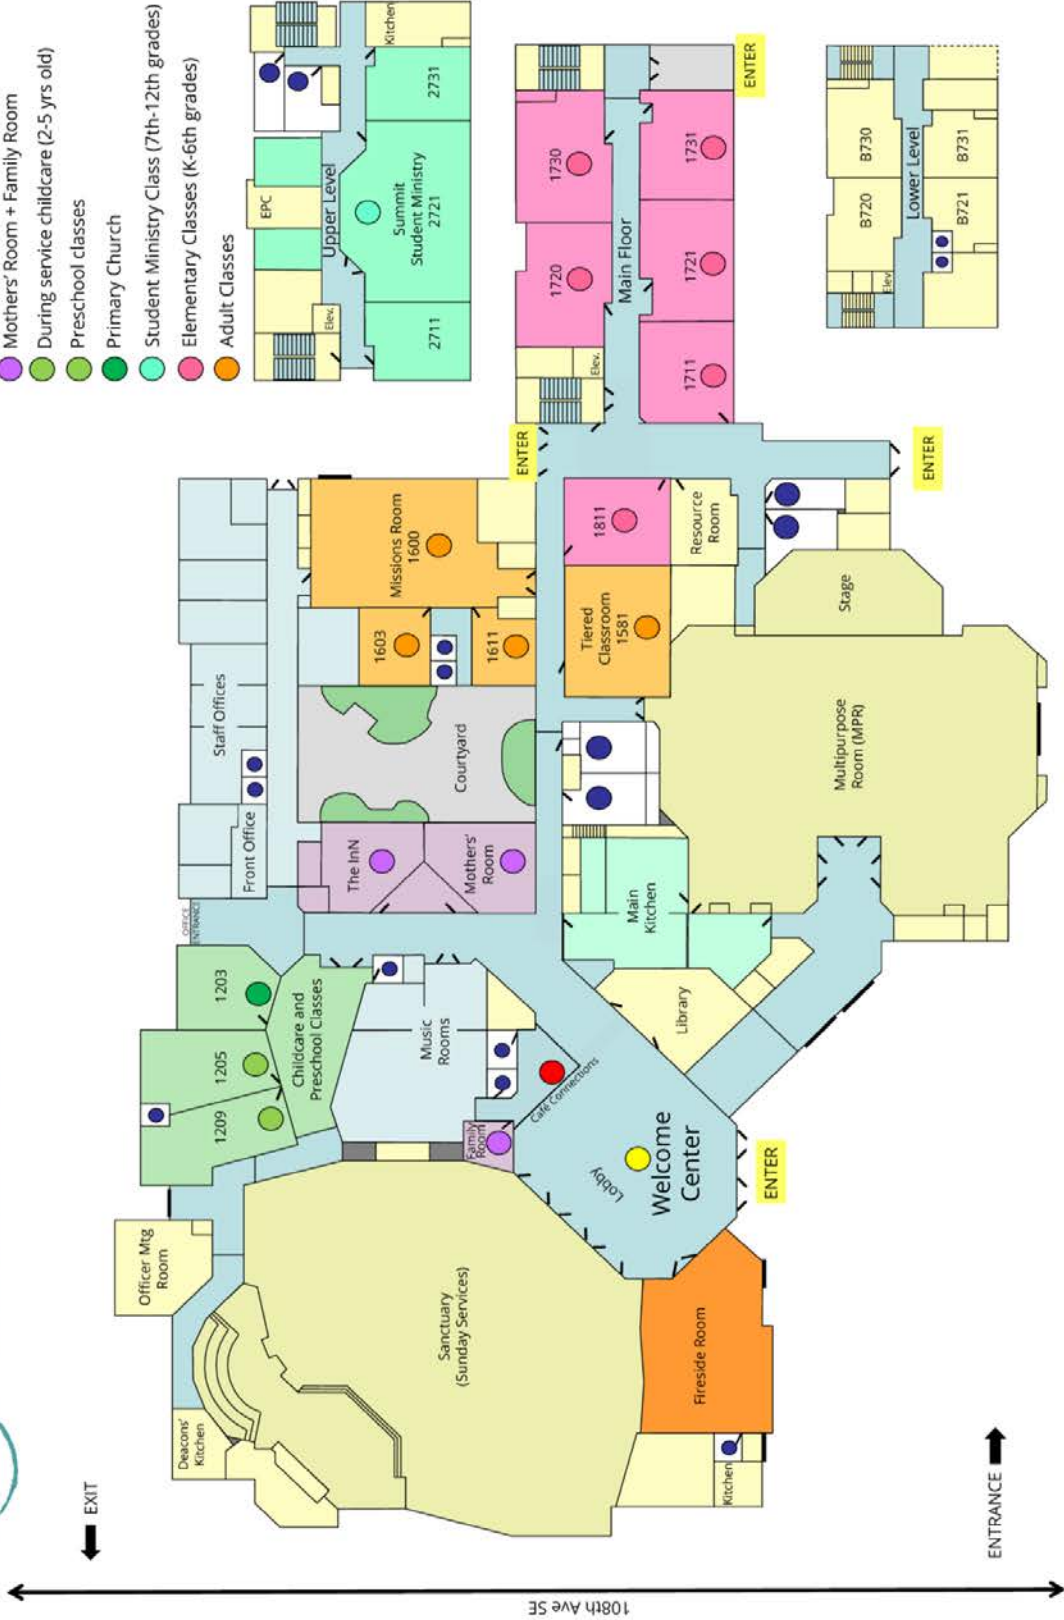 Mothers' Room + Family Room
During service childcare (2-5 yrs old)
Preschool classes
Primary Church
Student Ministry Class (7th-12th grades)
Elementary Classes (K-6th grades)
Adult Classes
Kitchen
2731
EPC
Upper Level
Summit
Student Ministry
2721
Elev.
2711
ENTER
1730
1731
Main Floor
1720
1721
Elev.
1711
B730
B731
Lower Level
B720
B721
Elev
ENTER
ENTER
Staff Offices
Front Office
OFFICE
ENTRANCE
Missions Room
1600
1603
1611
Courtyard
The InN
Mothers'
Room
1811
Resource
Room
Tiered
Classroom
1581
Stage
Multipurpose
Room (MPR)
Main
Kitchen
Library
1203
1205
1209
Childcare and
Preschool Classes
Music
Rooms
Café Connections
Family
Room
Lobby
Welcome
Center
ENTER
Officer Mtg
Room
Sanctuary
(Sunday Services)
Fireside Room
Deacons'
Kitchen
Kitchen
EXIT
ENTRANCE
108th Ave SE